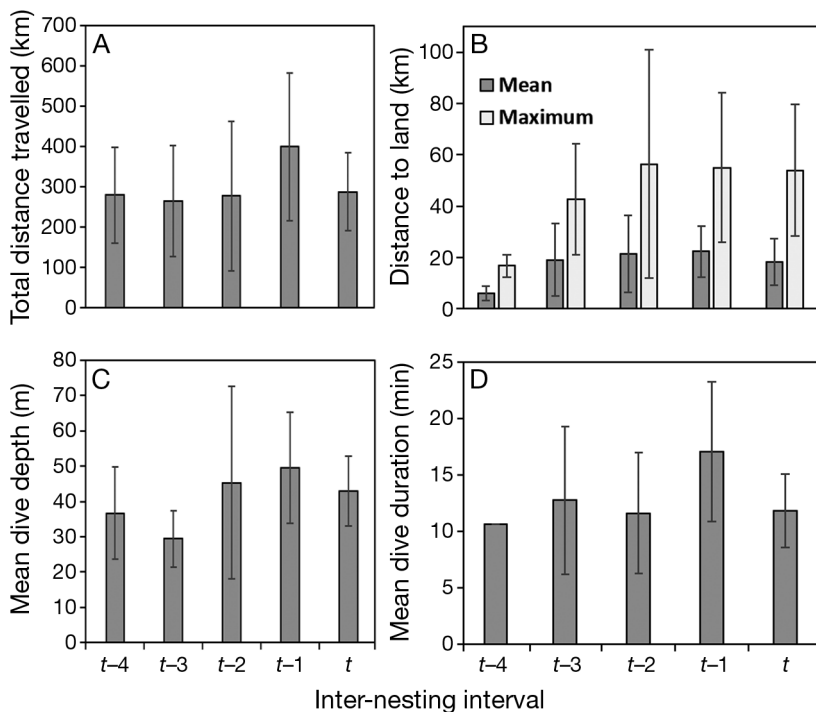 A
Total distance travelled (km)
700
600
500
400
300
200
100
0
B
Distance to land (km)
100
80
60
40
20
0
Mean
Maximum
C
Mean dive depth (m)
80
70
60
50
40
30
20
10
0
t–4 t–3 t–2 t–1 t
D
Mean dive duration (min)
25
20
15
10
5
0
t–4 t–3 t–2 t–1 t
Inter-nesting interval